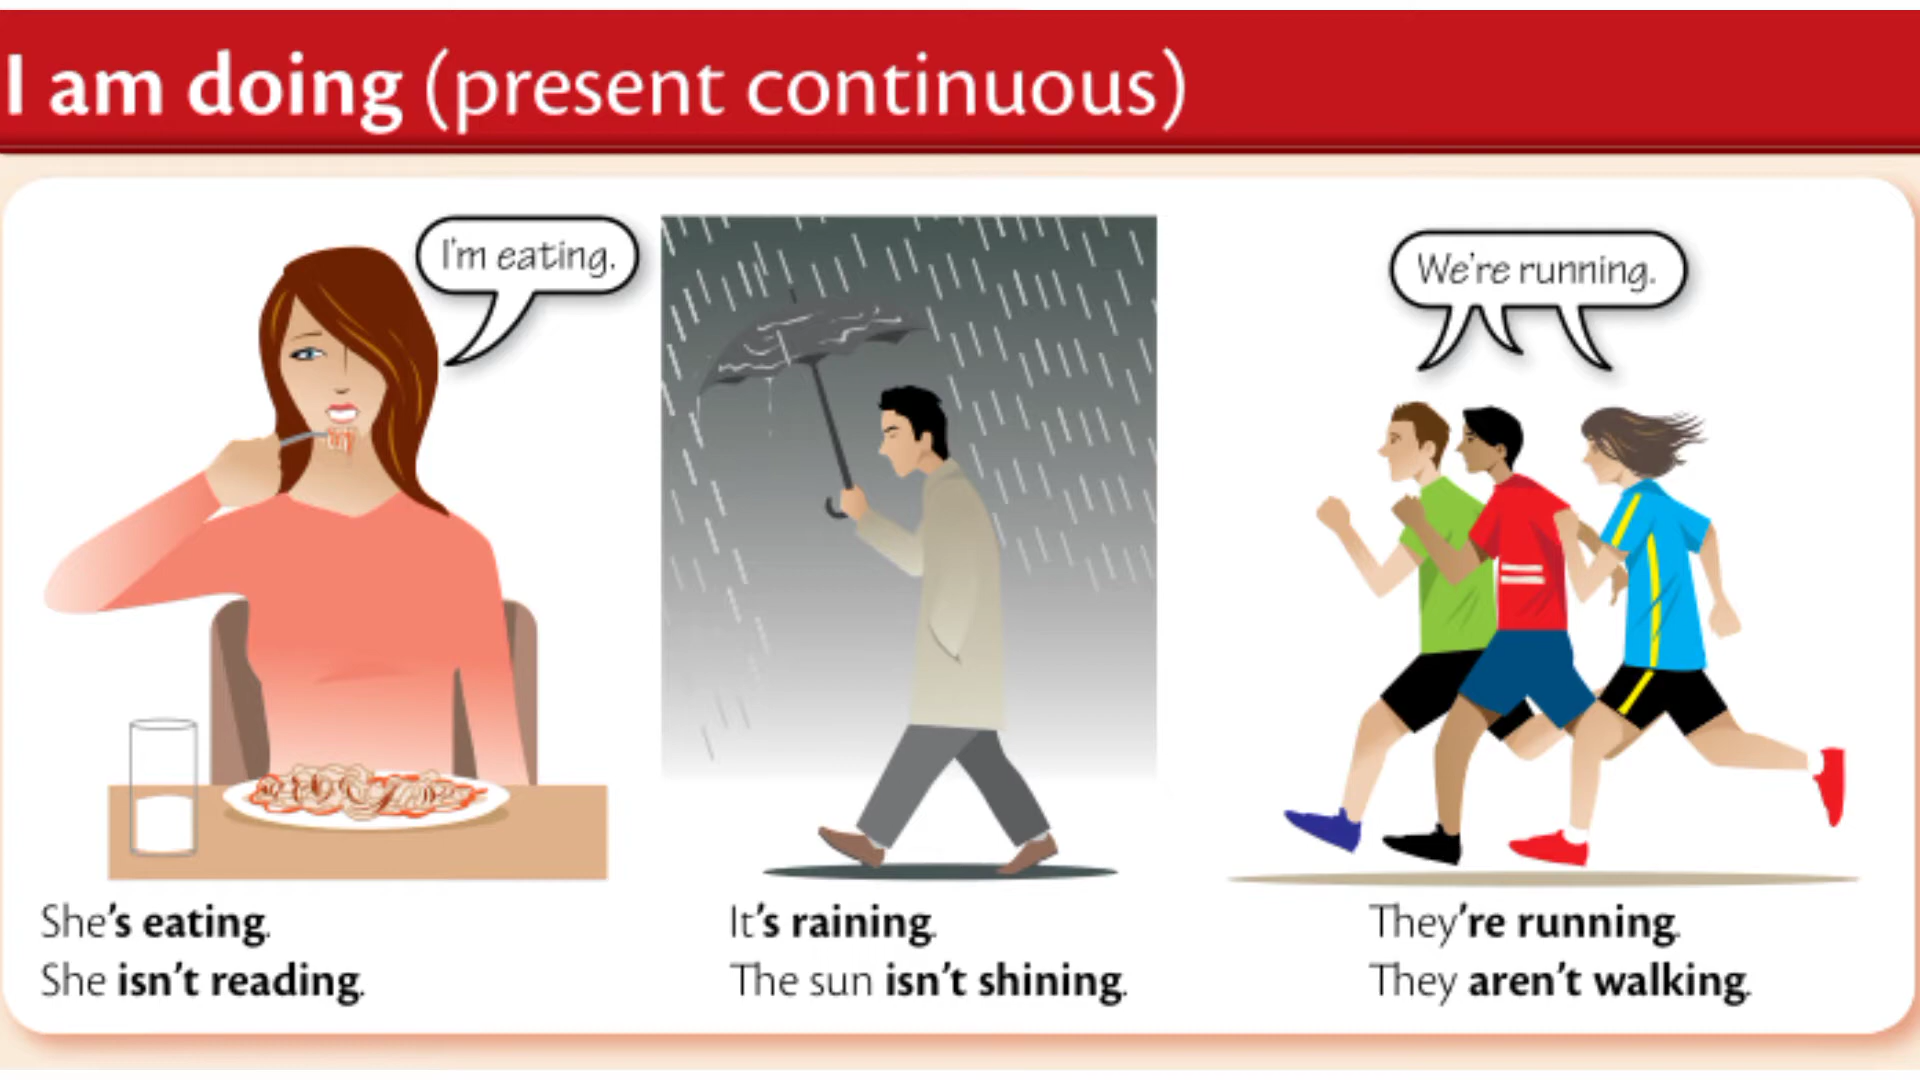 I am doing (present continuous)
I'm eating.
We're running.
She's eating.
She isn't reading.
It's raining.
The sun isn't shining.
They're running.
They aren't walking.